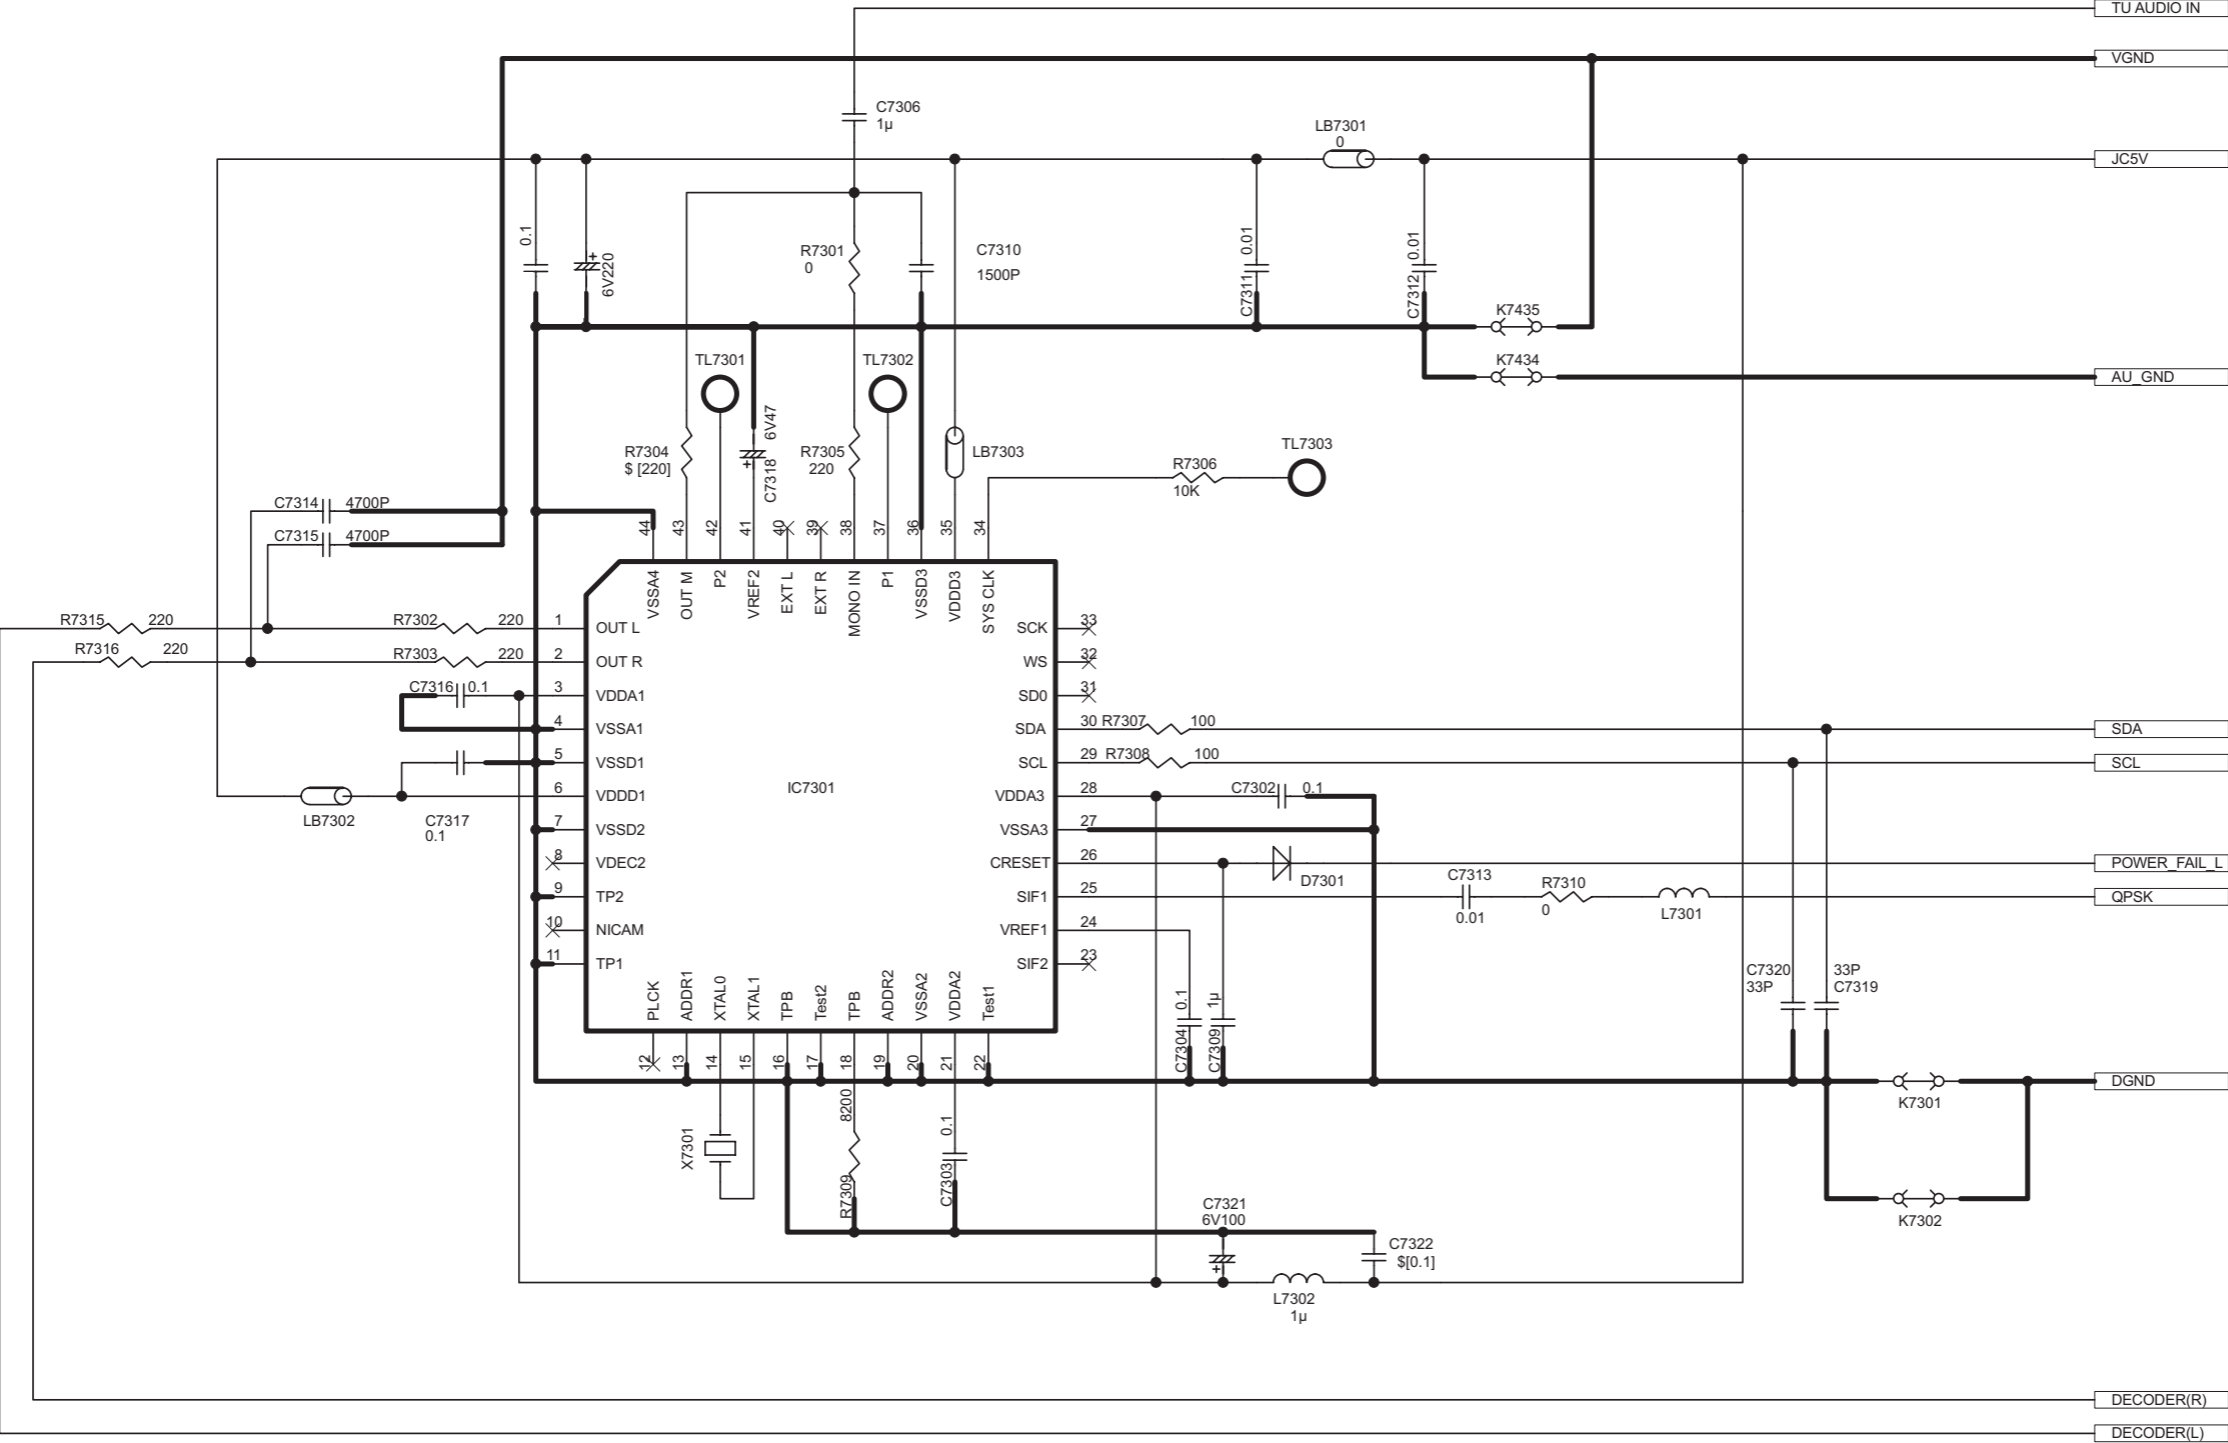 TU AUDIO IN
VGND
C7306
1µ
LB7301
0
JC5V
0.1
6V220
+
R7301
0
C7310
1500P
C7311 0.01
C7312 0.01
K7435
K7434
AU_GND
TL7301
TL7302
R7304
$ [220]
C7318 6V47
+
R7305
220
LB7303
TL7303
R7306
10K
C7314 4700P
C7315 4700P
44 43 42 41 40 39 38 37 36 35 34
VSSA4 OUT M P2 VREF2 EXT L EXT R MONO IN P1 VSSD3 VDDD3 SYS CLK
R7315 220
R7302 220 1 OUT L
SCK 33
R7316 220
R7303 220 2 OUT R
WS 32
C7316 0.1 3 VDDA1
SD0 31
4 VSSA1
SDA 30 R7307 100
SDA
5 VSSD1
SCL 29 R7308 100
SCL
IC7301
6 VDDD1
VDDA3 28
C7302 0.1
LB7302
C7317
0.1
7 VSSD2
VSSA3 27
8 VDEC2
CRESET 26
D7301
POWER_FAIL_L
9 TP2
SIF1 25
C7313
0.01
R7310
0
L7301
QPSK
10 NICAM
VREF1 24
11 TP1
SIF2 23
C7320
33P
33P
C7319
PLCK ADDR1 XTAL0 XTAL1 TPB Test2 TPB ADDR2 VSSA2 VDDA2 Test1
12 13 14 15 16 17 18 19 20 21 22
C7304 0.1
C7309 1µ
DGND
K7301
X7301
R7309 8200
C7303 0.1
K7302
C7321
6V100
+
C7322
$[0.1]
L7302
1µ
DECODER(R)
DECODER(L)